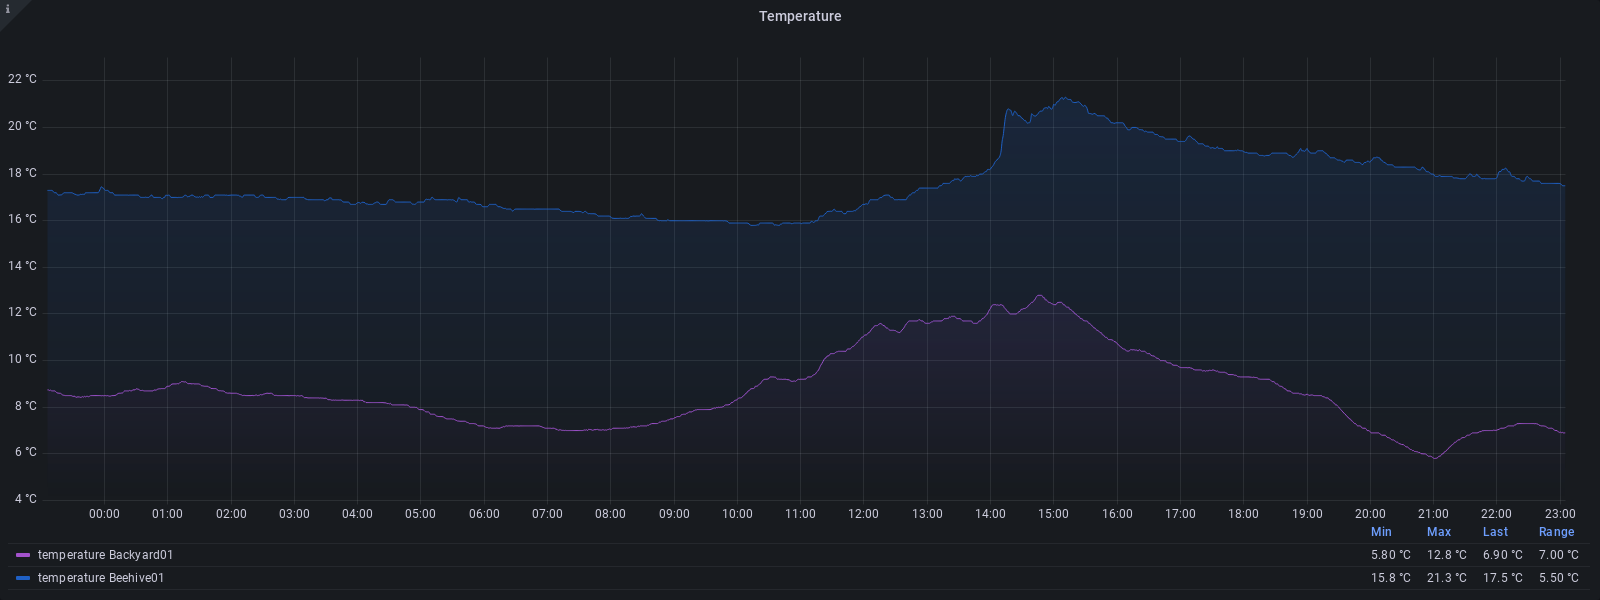 i
Temperature
22 °C
20 °C
18 °C
16 °C
14 °C
12 °C
10 °C
8 °C
6 °C
4 °C
00:00 01:00 02:00 03:00 04:00 05:00 06:00 07:00 08:00 09:00 10:00 11:00 12:00 13:00 14:00 15:00 16:00 17:00 18:00 19:00 20:00 21:00 22:00 23:00
Min Max Last Range
temperature Backyard01 5.80 °C 12.8 °C 6.90 °C 7.00 °C
temperature Beehive01 15.8 °C 21.3 °C 17.5 °C 5.50 °C